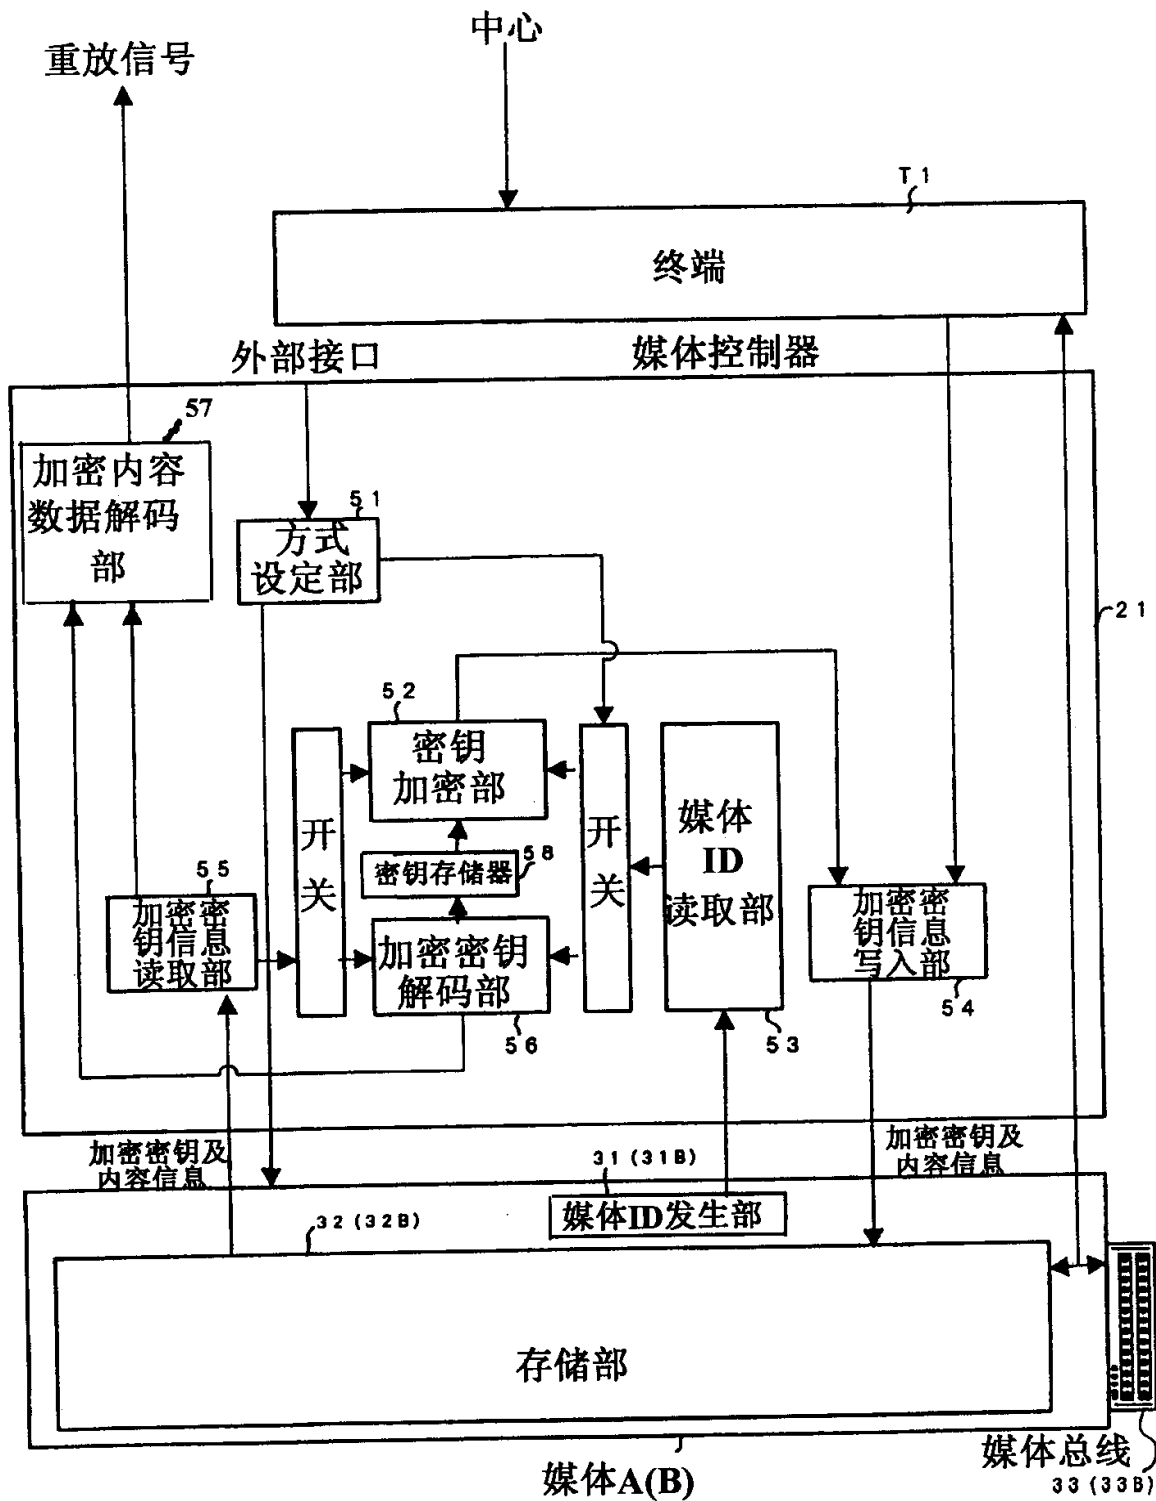 中心
重放信号
T1
终端
外部接口
媒体控制器
57
加密内容
数据解码
部
51
方式
设定部
21
52
密钥
加密部
开
关
58
密钥存储器
开
关
媒体
ID
读取部
55
加密密
钥信息
读取部
加密密钥
解码部
56
53
加密密
钥信息
写入部
54
加密密钥及
内容信息
加密密钥及
内容信息
31(31B)
媒体ID发生部
32(32B)
存储部
媒体A(B)
媒体总线
33(33B)